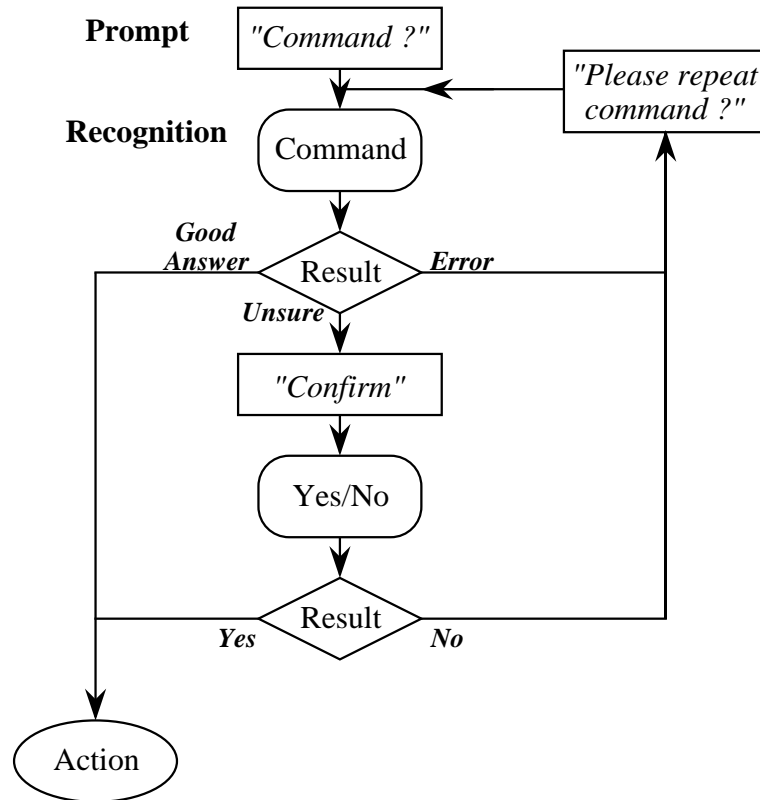 Prompt
"Command ?"
"Please repeat
command ?"
Recognition
Command
Good
Answer
Result
Error
Unsure
"Confirm"
Yes/No
Result
Yes
No
Action